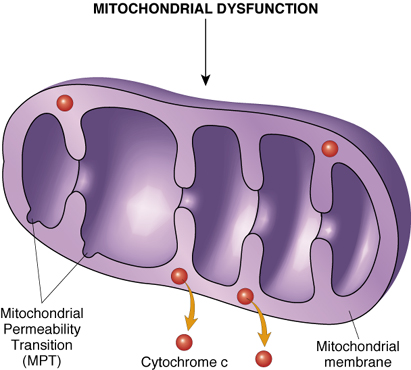 MITOCHONDRIAL DYSFUNCTION
Mitochondrial
Permeability
Transition
(MPT)
Cytochrome c
Mitochondrial
membrane